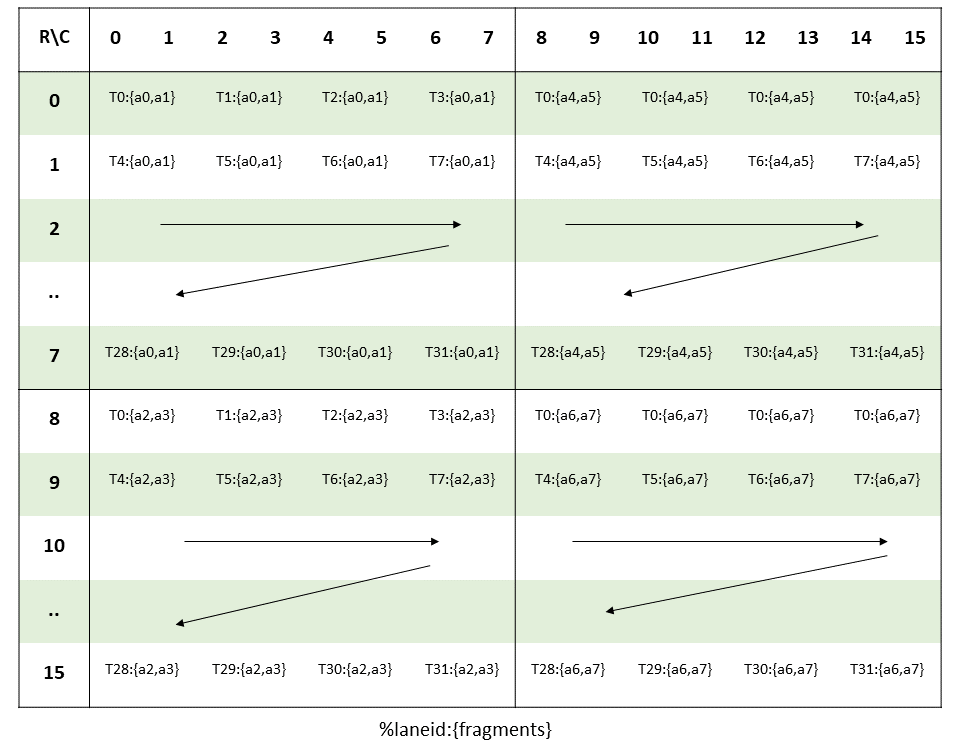 R\C 0 1 2 3 4 5 6 7 8 9 10 11 12 13 14 15
0 T0:{a0,a1} T1:{a0,a1} T2:{a0,a1} T3:{a0,a1} T0:{a4,a5} T0:{a4,a5} T0:{a4,a5} T0:{a4,a5}
1 T4:{a0,a1} T5:{a0,a1} T6:{a0,a1} T7:{a0,a1} T4:{a4,a5} T5:{a4,a5} T6:{a4,a5} T7:{a4,a5}
2
..
7 T28:{a0,a1} T29:{a0,a1} T30:{a0,a1} T31:{a0,a1} T28:{a4,a5} T29:{a4,a5} T30:{a4,a5} T31:{a4,a5}
8 T0:{a2,a3} T1:{a2,a3} T2:{a2,a3} T3:{a2,a3} T0:{a6,a7} T0:{a6,a7} T0:{a6,a7} T0:{a6,a7}
9 T4:{a2,a3} T5:{a2,a3} T6:{a2,a3} T7:{a2,a3} T4:{a6,a7} T5:{a6,a7} T6:{a6,a7} T7:{a6,a7}
10
..
15 T28:{a2,a3} T29:{a2,a3} T30:{a2,a3} T31:{a2,a3} T28:{a6,a7} T29:{a6,a7} T30:{a6,a7} T31:{a6,a7}
%laneid:{fragments}